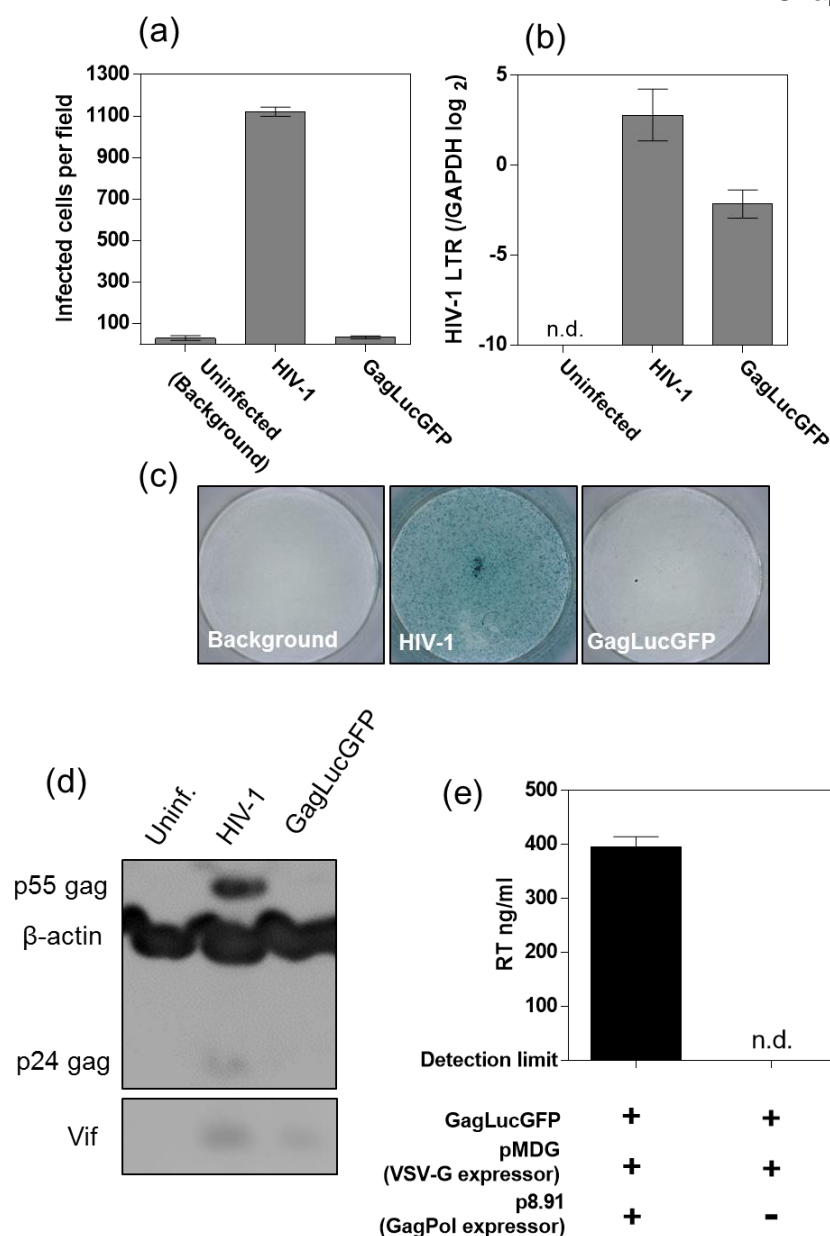 (a)
Infected cells per field
1300
1100
900
700
500
300
100
Uninfected
(Background)
HIV-1
GagLucGFP
(b)
HIV-1 LTR (/GAPDH log 2)
5
0
-5
-10
n.d.
Uninfected
HIV-1
GagLucGFP
(c)
Background
HIV-1
GagLucGFP
(d)
Uninf.
HIV-1
GagLucGFP
p55 gag
β-actin
p24 gag
Vif
(e)
RT ng/ml
500
400
300
200
100
Detection limit
n.d.
GagLucGFP + +
pMDG
(VSV-G expressor) + +
p8.91
(GagPol expressor) + -